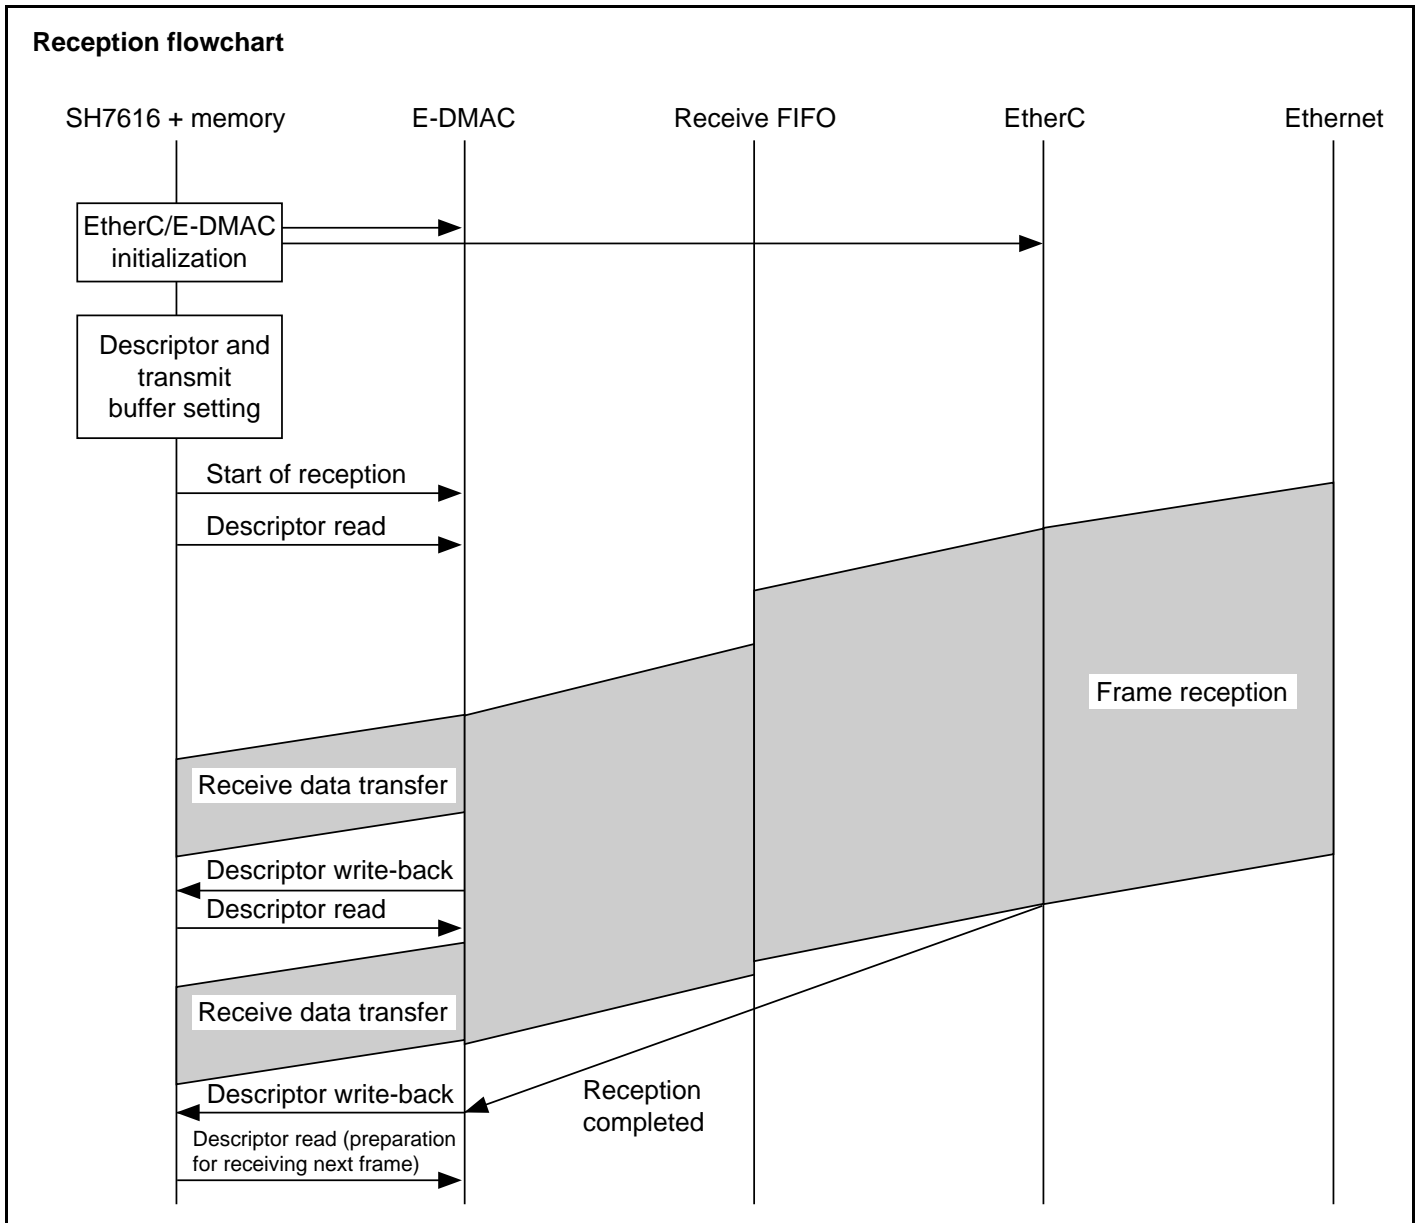 Reception flowchart
SH7616 + memory
E-DMAC
Receive FIFO
EtherC
Ethernet
EtherC/E-DMAC
initialization
Descriptor and
transmit
buffer setting
Start of reception
Descriptor read
Frame reception
Receive data transfer
Descriptor write-back
Descriptor read
Receive data transfer
Descriptor write-back
Reception
completed
Descriptor read (preparation
for receiving next frame)